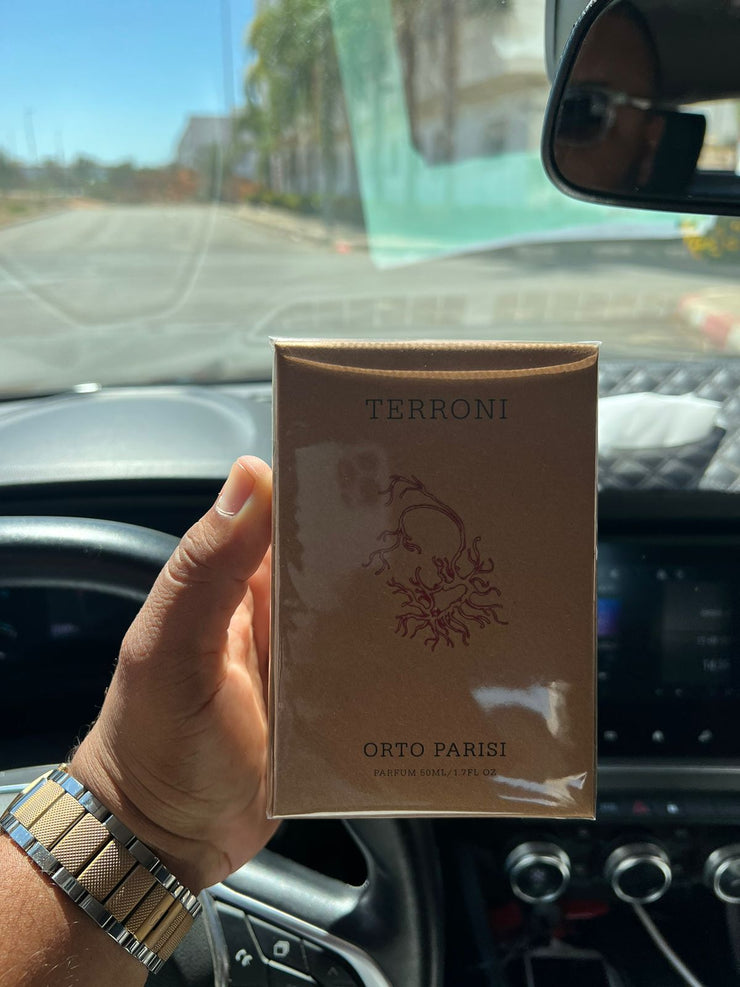 TERRONI
ORTO PARISI
PARFUM 50ML/1.7FL OZ